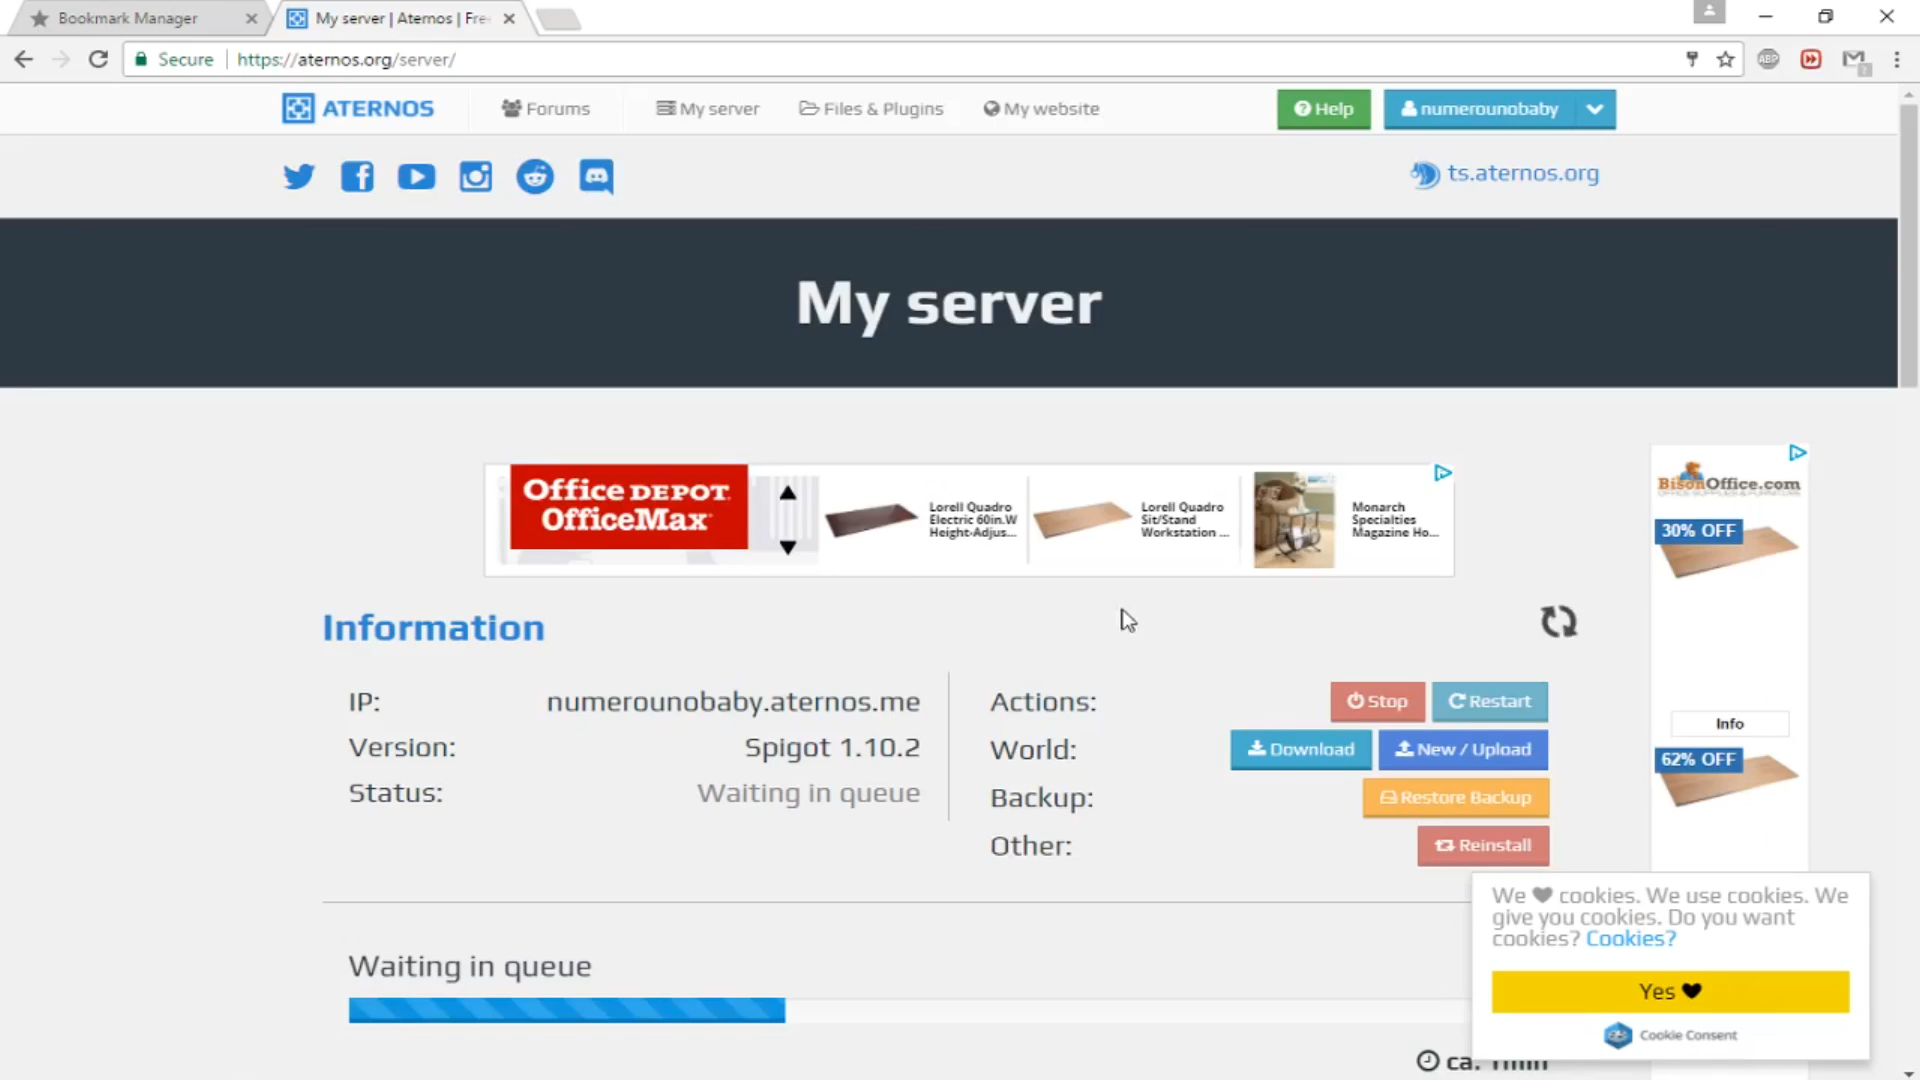 Bookmark Manager
My server | Aternos | Fre
Secure
https://aternos.org/server/
ABP
ATERNOS
Forums
My server
Files & Plugins
My website
Help
numerounobaby
ts.aternos.org
My server
Office DEPOT
OfficeMax
Lorell Quadro
Electric 60in.W
Height-Adjus...
Lorell Quadro
Sit/Stand
Workstation ...
Monarch
Specialties
Magazine Ho...
BisonOffice.com
30% OFF
Info
62% OFF
Information
IP:
numerounobaby.aternos.me
Version:
Spigot 1.10.2
Status:
Waiting in queue
Actions:
Stop
Restart
World:
Download
New / Upload
Backup:
Restore Backup
Other:
Reinstall
Waiting in queue
ca. 1min
We ♥ cookies. We use cookies. We
give you cookies. Do you want
cookies? Cookies?
Yes ♥
Cookie Consent